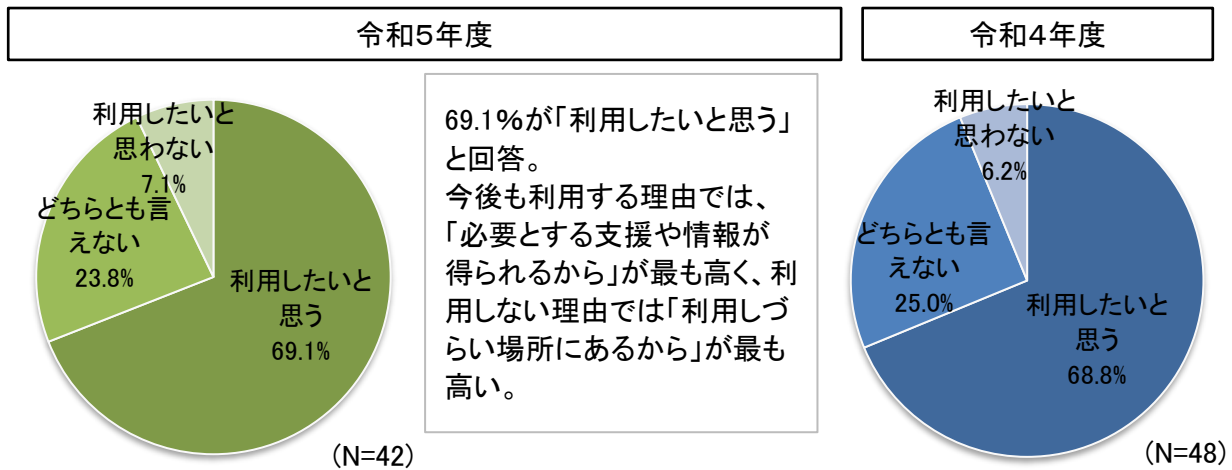 令和5年度
利用したいと
思わない
7.1%
どちらとも言
えない
23.8%
利用したいと
思う
69.1%
(N=42)
69.1%が「利用したいと思う」
と回答。
今後も利用する理由では、
「必要とする支援や情報が
得られるから」が最も高く、利
用しない理由では「利用しづ
らい場所にあるから」が最も
高い。
令和4年度
利用したいと
思わない
6.2%
どちらとも言
えない
25.0%
利用したいと
思う
68.8%
(N=48)